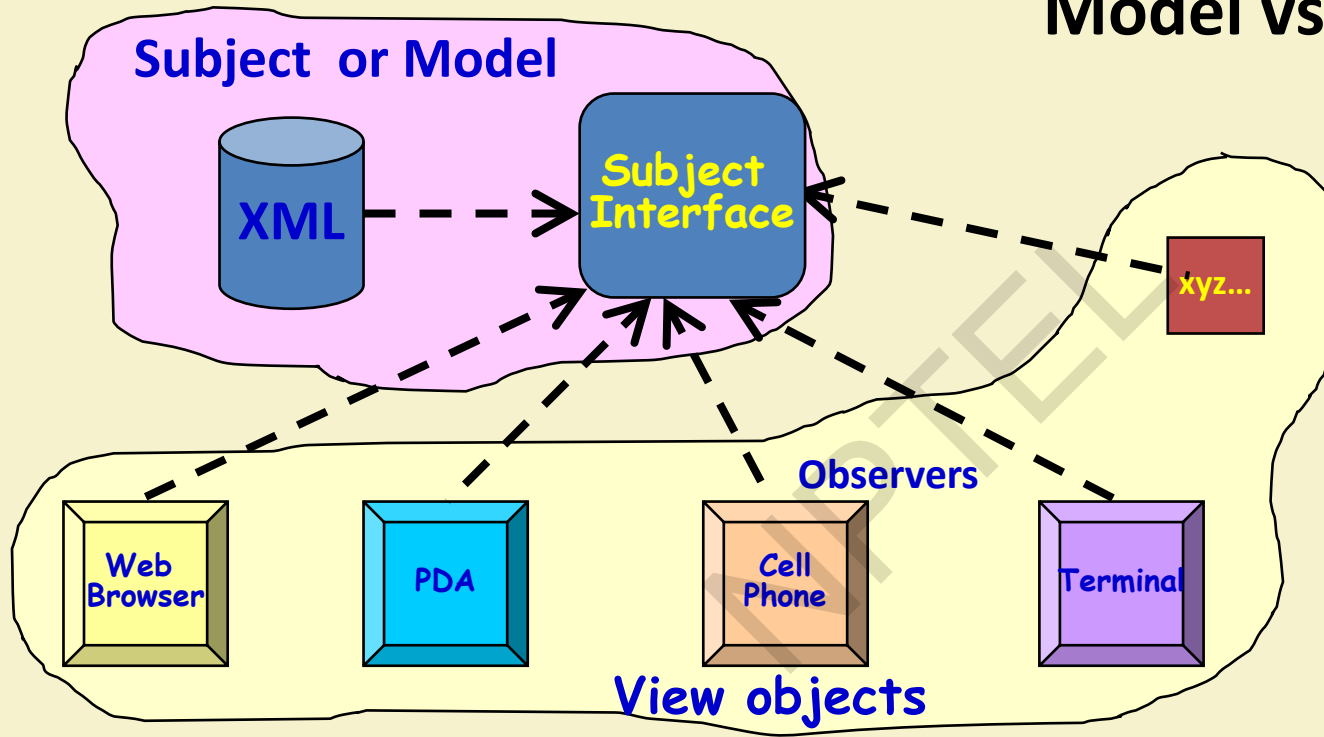 Model vs
Subject or Model
XML
Subject
Interface
xyz...
Observers
Web
Browser
PDA
Cell
Phone
Terminal
View objects
NPTEL